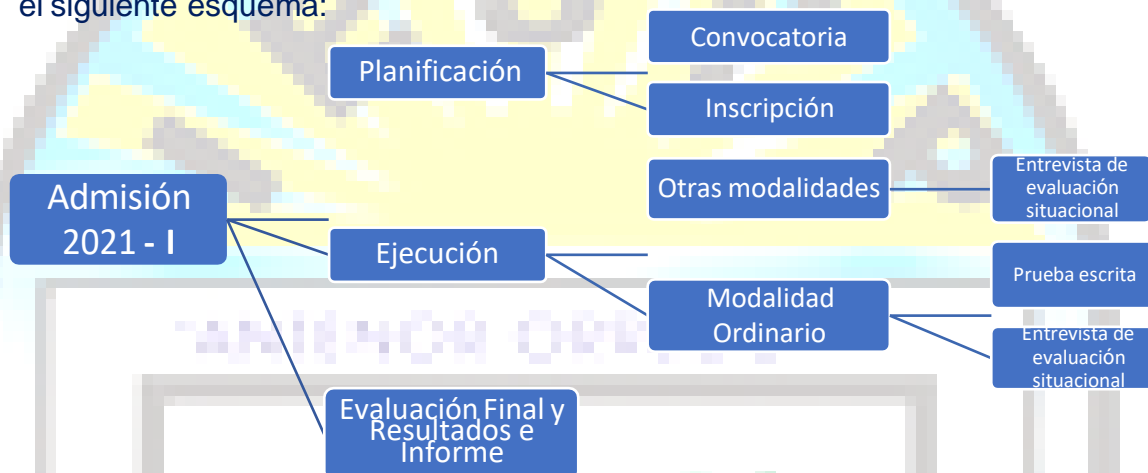 el siguiente esquema:
Convocatoria
Planificación
Inscripción
Otras modalidades
Entrevista de
evaluación
situacional
Admisión
2021 - I
Ejecución
Prueba escrita
Modalidad
Ordinario
Entrevista de
evaluación
situacional
Evaluación Final y
Resultados e
Informe